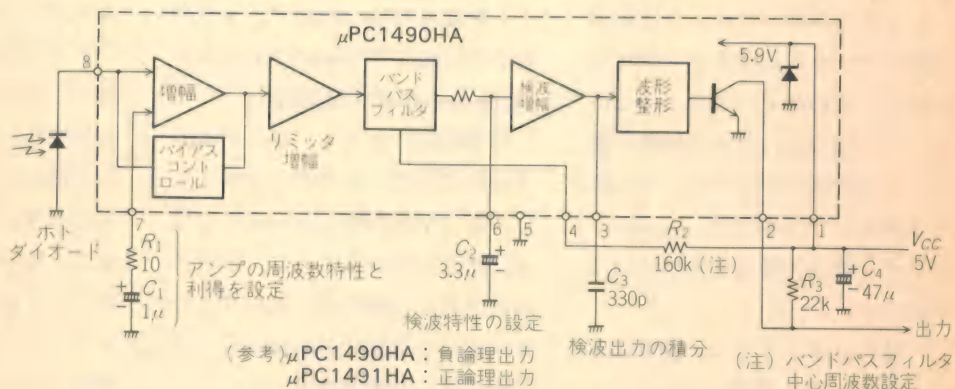 μPC1490HA
5.9V
8
増幅
リミッタ
増幅
バンド
パス
フィルタ
検波
増幅
波形
整形
バイアス
コント
ロール
ホト
ダイオード
7
6
5
4
3
2
1
R1
10
C1
1μ
アンプの周波数特性と
利得を設定
C2
3.3μ
検波特性の設定
R2
160k(注)
C3
330p
検波出力の積分
VCC
5V
R3
22k
C4
47μ
出力
(参考)μPC1490HA:負論理出力
μPC1491HA:正論理出力
(注) バンドパスフィルタ
中心周波数設定